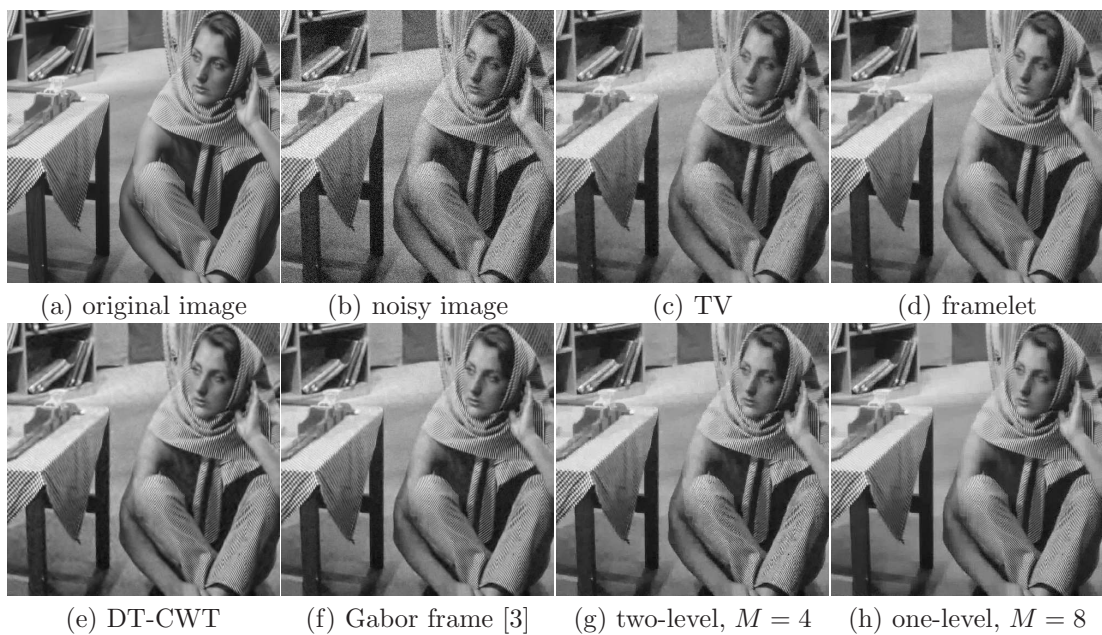 (a) original image (b) noisy image (c) TV (d) framelet
(e) DT-CWT (f) Gabor frame [3] (g) two-level, M = 4 (h) one-level, M = 8